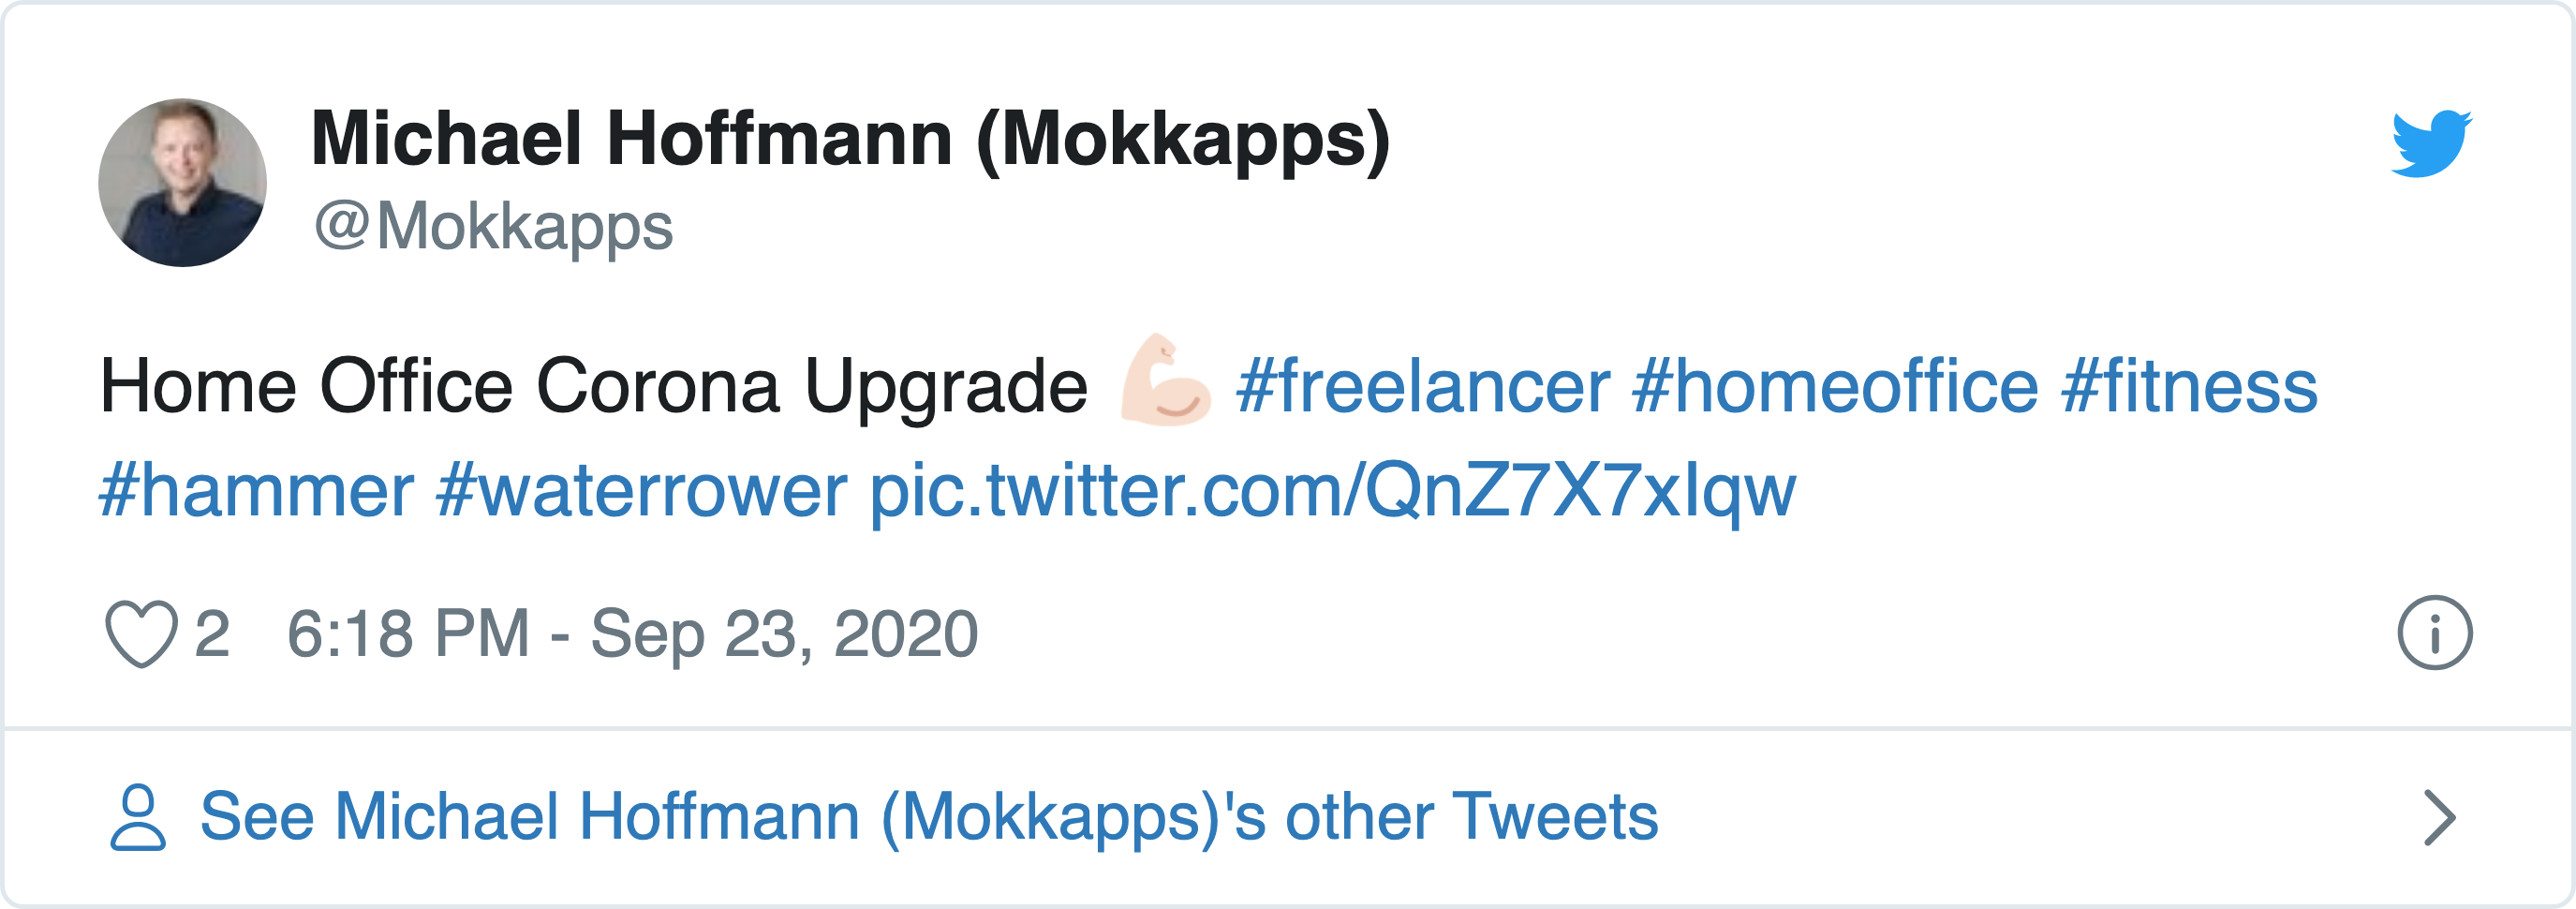 Michael Hoffmann (Mokkapps)
@Mokkapps
Home Office Corona Upgrade 💪🏻 #freelancer #homeoffice #fitness
#hammer #waterrower pic.twitter.com/QnZ7X7xIqw
2 6:18 PM - Sep 23, 2020
See Michael Hoffmann (Mokkapps)'s other Tweets